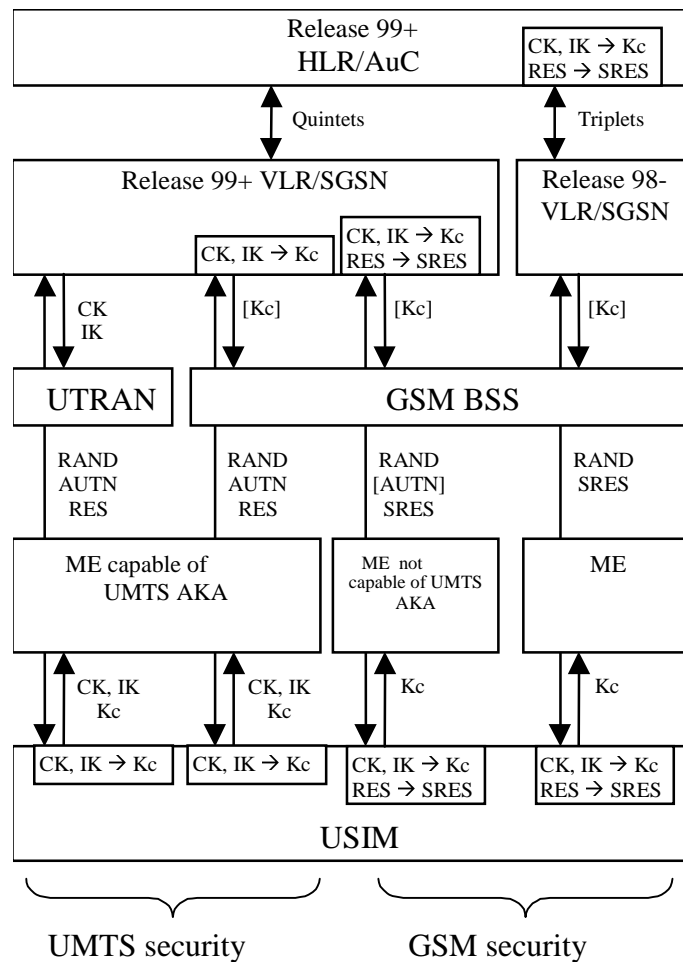 Release 99+
HLR/AuC
CK, IK → Kc
RES → SRES
Quintets
Triplets
Release 99+ VLR/SGSN
Release 98-
VLR/SGSN
CK, IK → Kc
CK, IK → Kc
RES → SRES
CK
IK
[Kc]
[Kc]
[Kc]
UTRAN
GSM BSS
RAND
AUTN
RES
RAND
AUTN
RES
RAND
[AUTN]
SRES
RAND
SRES
ME capable of
UMTS AKA
ME not
capable of UMTS
AKA
ME
CK, IK
Kc
CK, IK
Kc
Kc
Kc
CK, IK → Kc
CK, IK → Kc
CK, IK → Kc
RES → SRES
CK, IK → Kc
RES → SRES
USIM
UMTS security
GSM security